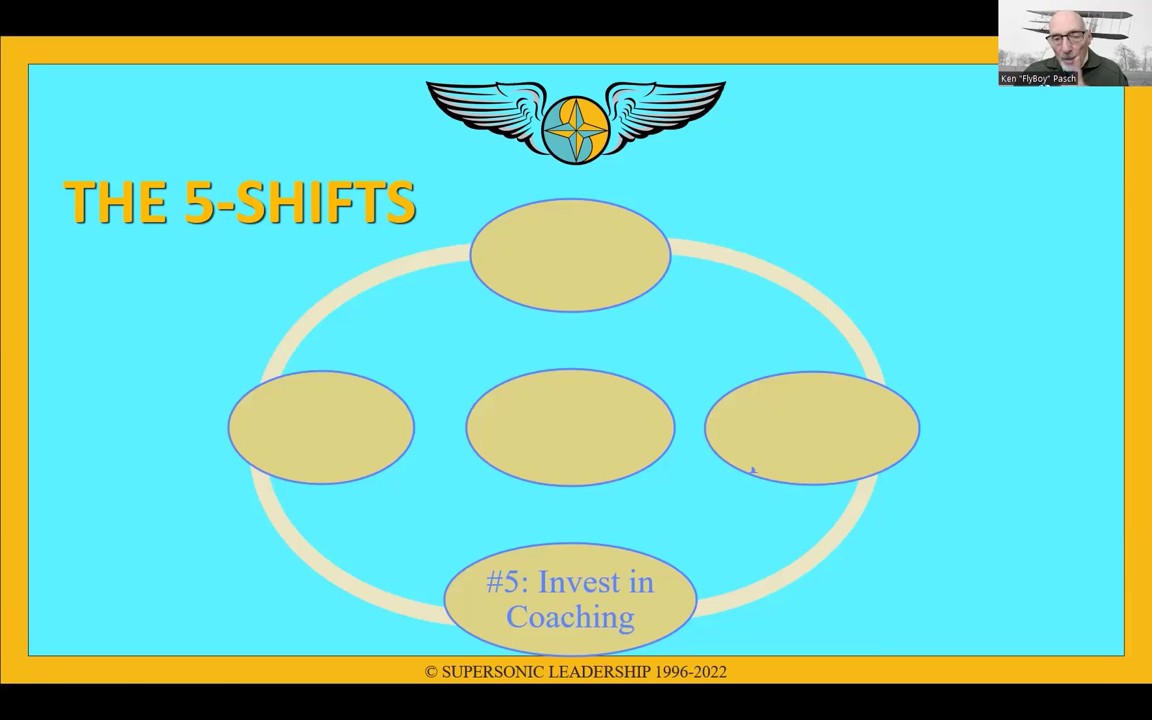 Ken "FlyBoy" Pasch
THE 5-SHIFTS
#5: Invest in
Coaching
© SUPERSONIC LEADERSHIP 1996-2022